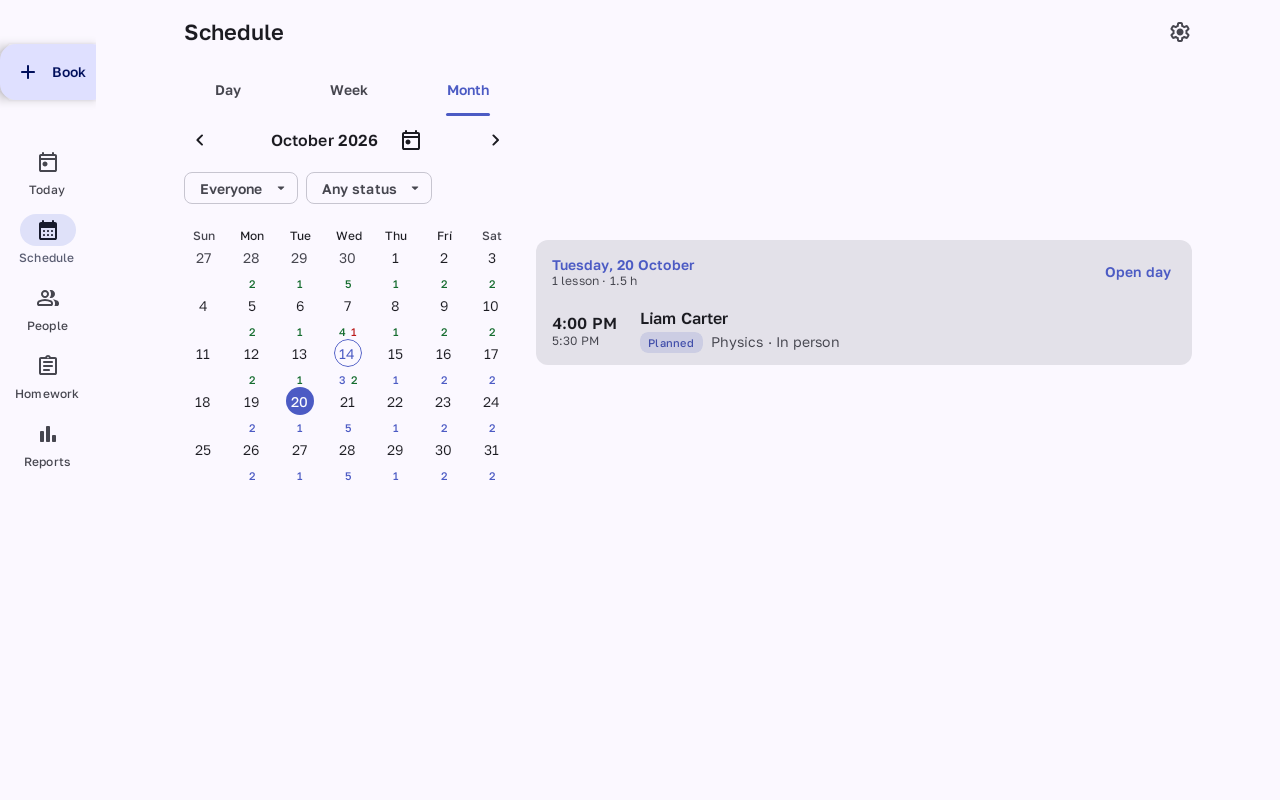 Schedule
Book
Day Week Month
October 2026
Today
Everyone Any status
Schedule
Sun Mon Tue Wed Thu Fri Sat
27 28 29 30 1 2 3
2 1 5 1 2 2
4 5 6 7 8 9 10
2 1 4 1 1 2 2
11 12 13 14 15 16 17
2 1 3 2 1 2 2
18 19 20 21 22 23 24
2 1 5 1 2 2
25 26 27 28 29 30 31
2 1 5 1 2 2
Tuesday, 20 October
1 lesson · 1.5 h
Open day
4:00 PM
5:30 PM
Liam Carter
Planned Physics · In person
People
Homework
Reports